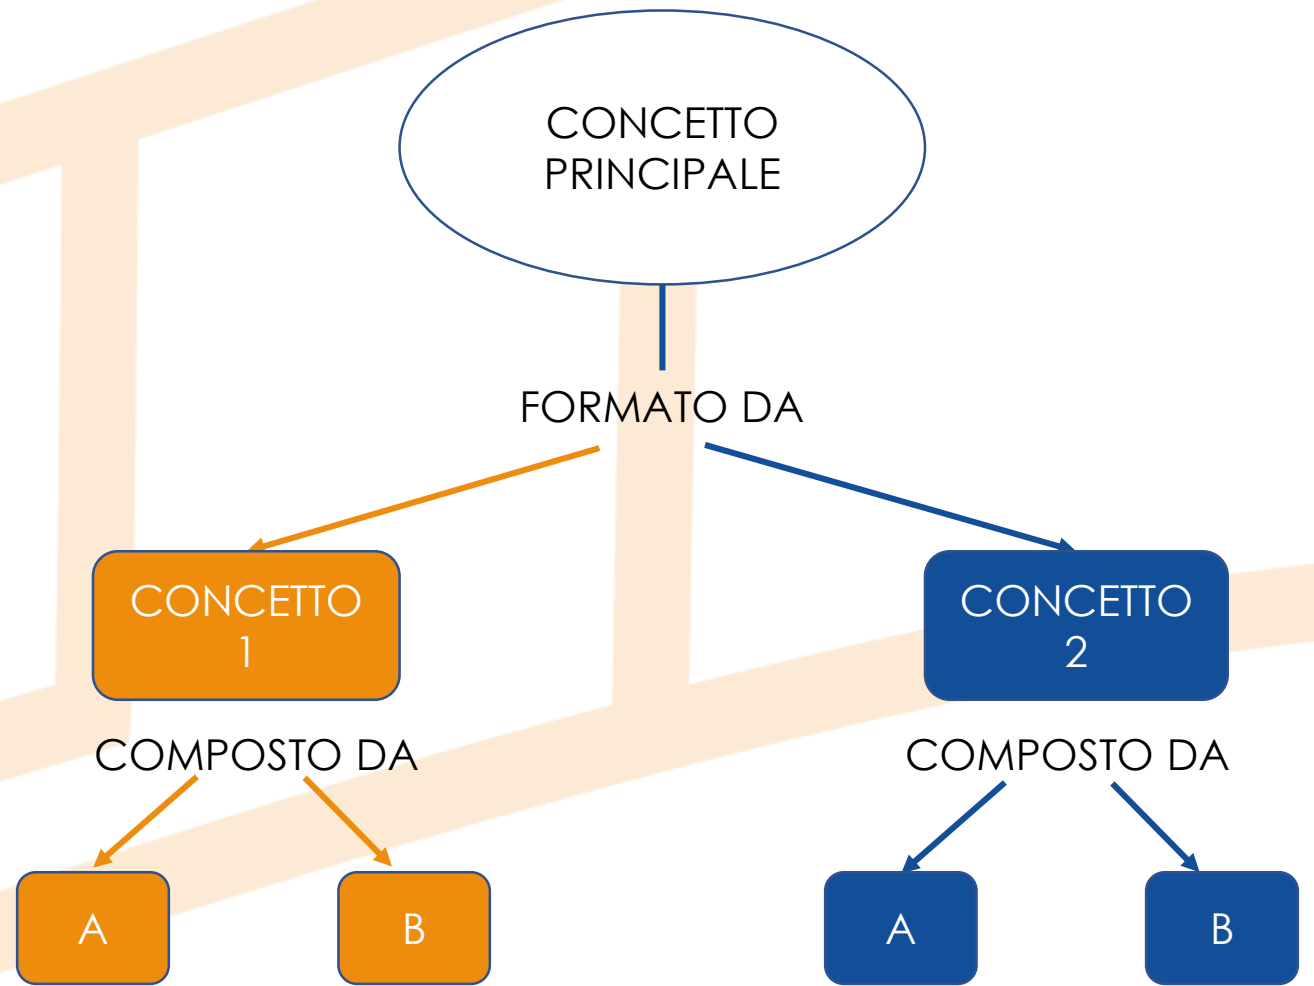 CONCETTO
PRINCIPALE
FORMATO DA
CONCETTO
1
CONCETTO
2
COMPOSTO DA
COMPOSTO DA
A
B
A
B